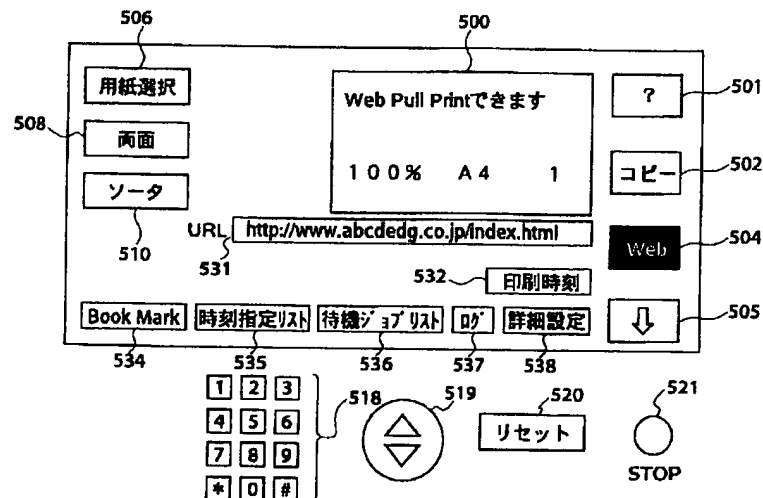 506
500
用紙選択
Web Pull Printできます
?
501
508
両面
100% A4 1
コピー
502
ソータ
510
URL http://www.abcdedg.co.jp/index.html
531
Web
504
532
印刷時刻
Book Mark 時刻指定リスト 待機ジョブリスト ログ 詳細設定
⇩
505
534 535 536 537 538
1 2 3
518
519
520
521
4 5 6
リセット
7 8 9
STOP
* 0 #